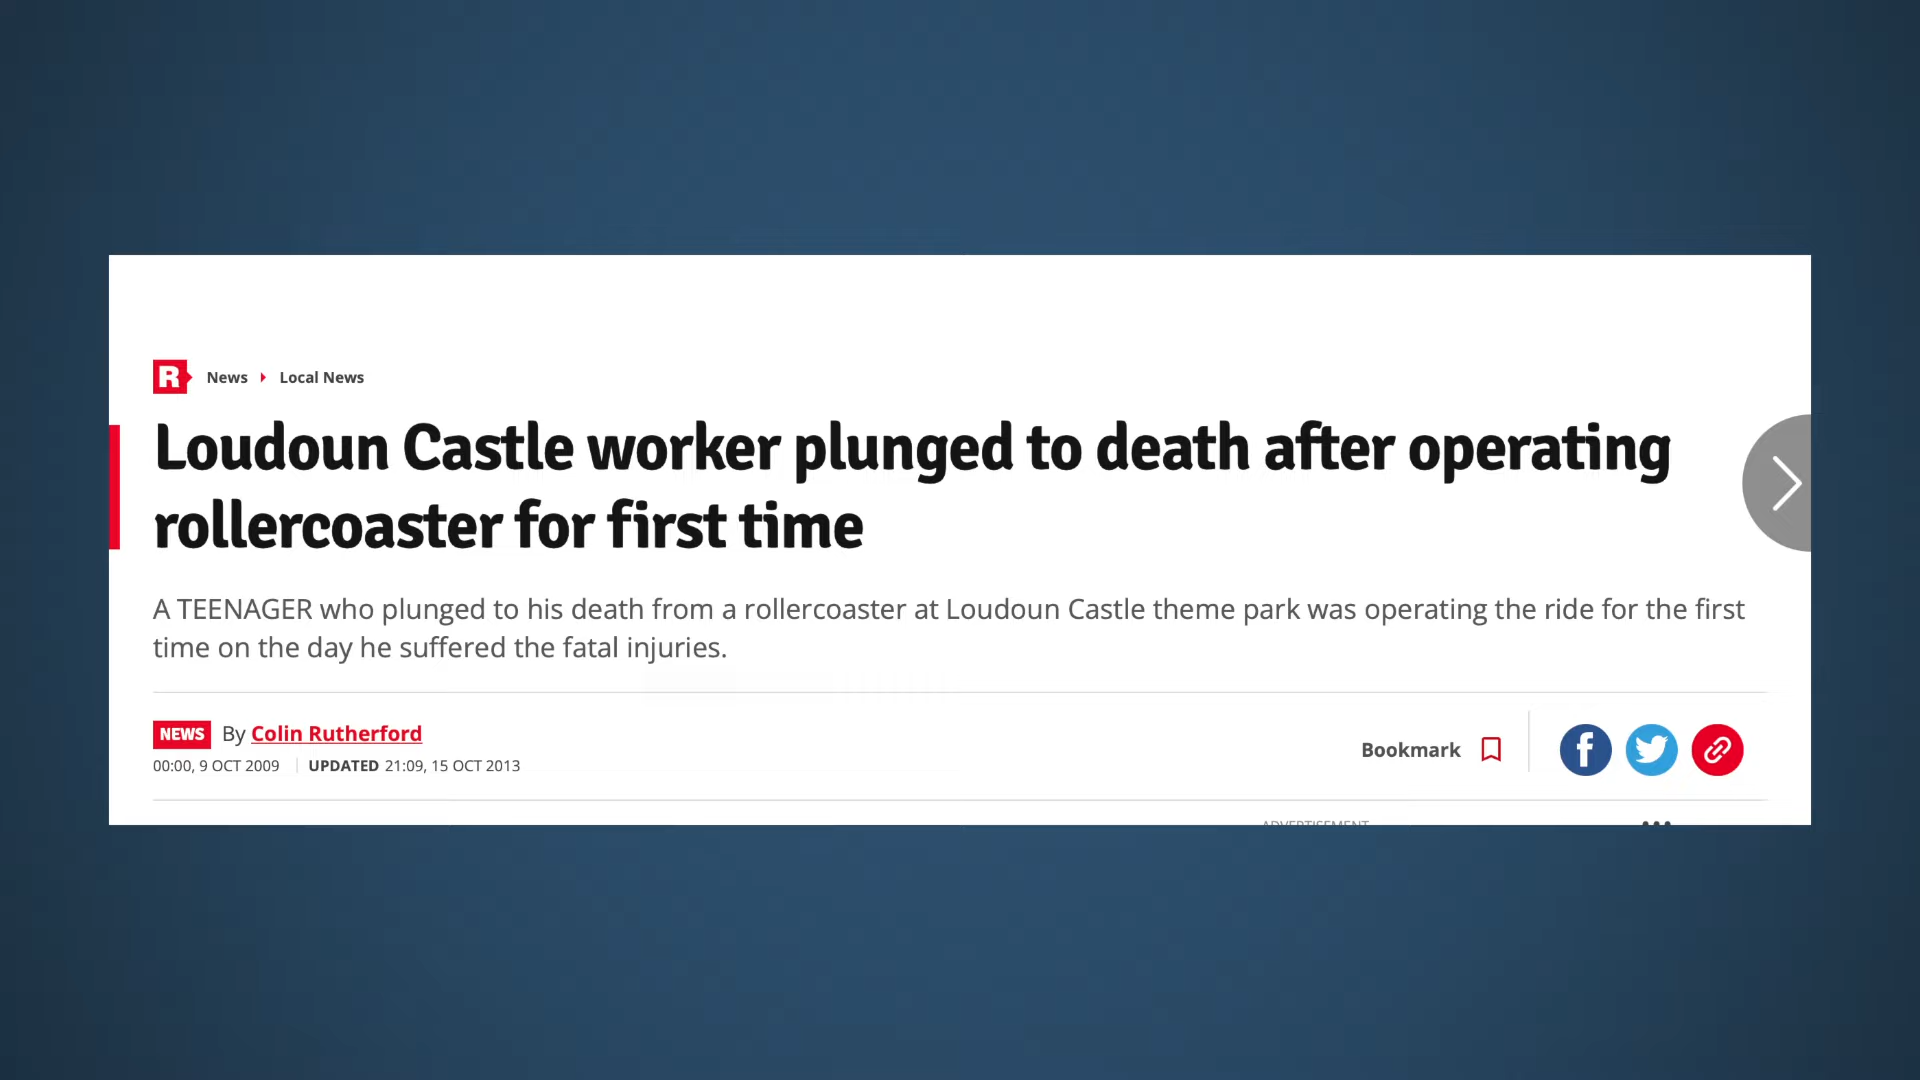 R News Local News
Loudoun Castle worker plunged to death after operating
rollercoaster for first time
A TEENAGER who plunged to his death from a rollercoaster at Loudoun Castle theme park was operating the ride for the first
time on the day he suffered the fatal injuries.
NEWS By Colin Rutherford
00:00, 9 OCT 2009 | UPDATED 21:09, 15 OCT 2013
Bookmark
ADVERTISEMENT